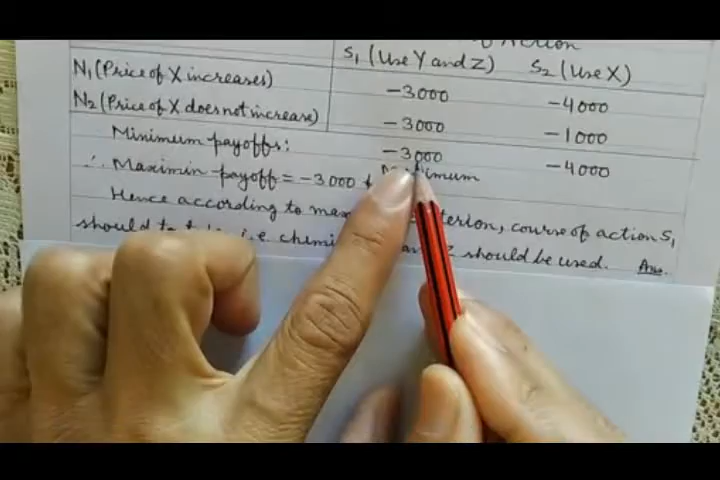 of Action
S₁ (Use Y and Z) S₂ (Use X)
N₁ (Price of X increases) -3000 -4000
N₂ (Price of X does not increase) -3000 -1000
Minimum payoffs: -3000 -4000
∴ Maximin payoff = -3000
Hence according to course of action S₁
should i.e. should be used. Ans.